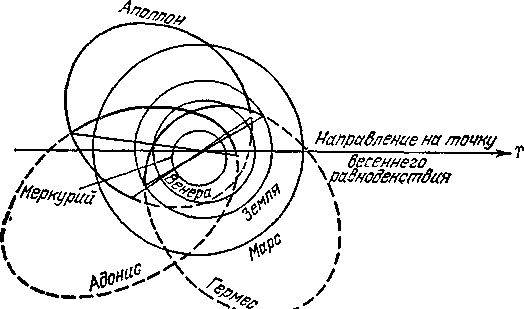 Аполлон
Направление на точку
весеннего
равноденствия
Меркурий
Венера
Земля
Марс
Адонис
Гермес